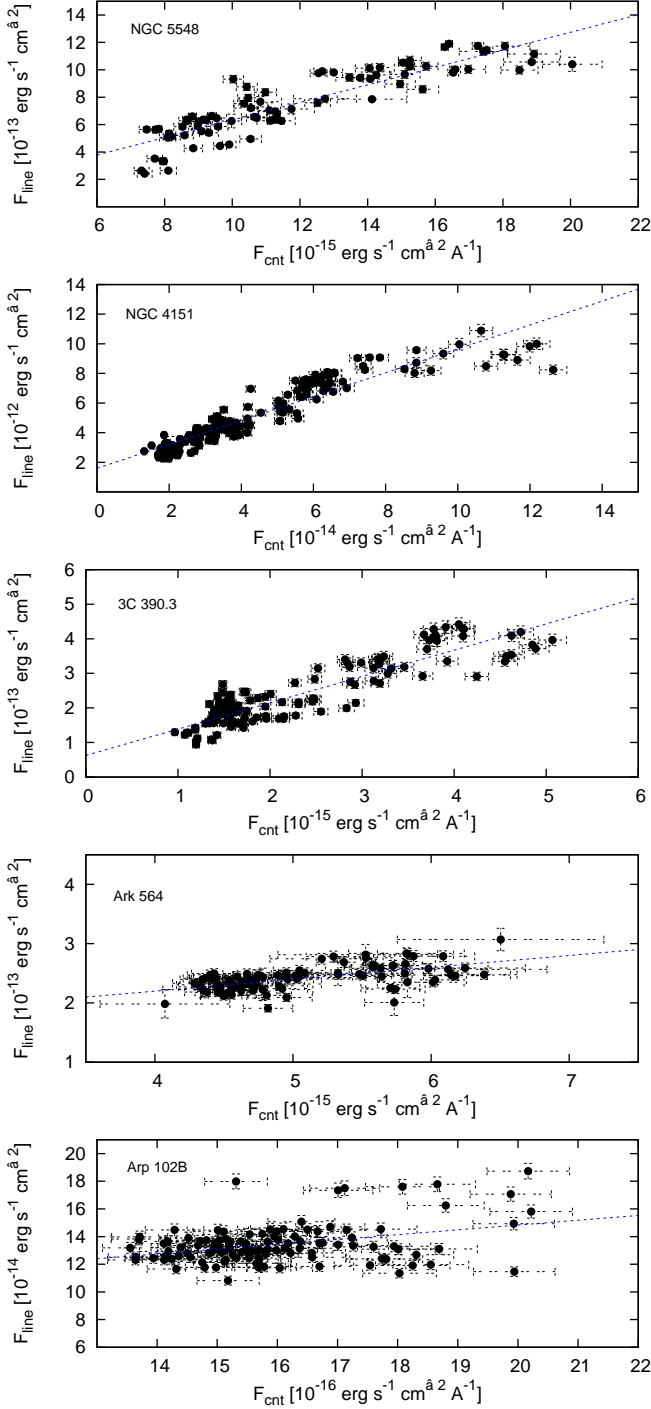 NGC 5548
14
12
10
8
6
4
2
F_line [10^-13 erg s^-1 cm^â 2]
6 8 10 12 14 16 18 20 22
F_cnt [10^-15 erg s^-1 cm^â 2 A^-1]
NGC 4151
14
12
10
8
6
4
2
F_line [10^-12 erg s^-1 cm^â 2]
0 2 4 6 8 10 12 14
F_cnt [10^-14 erg s^-1 cm^â 2 A^-1]
3C 390.3
6
5
4
3
2
1
0
F_line [10^-13 erg s^-1 cm^â 2]
0 1 2 3 4 5 6
F_cnt [10^-15 erg s^-1 cm^â 2 A^-1]
Ark 564
4
3
2
1
F_line [10^-13 erg s^-1 cm^â 2]
4 5 6 7
F_cnt [10^-15 erg s^-1 cm^â 2 A^-1]
Arp 102B
20
18
16
14
12
10
8
6
F_line [10^-14 erg s^-1 cm^â 2]
14 15 16 17 18 19 20 21 22
F_cnt [10^-16 erg s^-1 cm^â 2 A^-1]